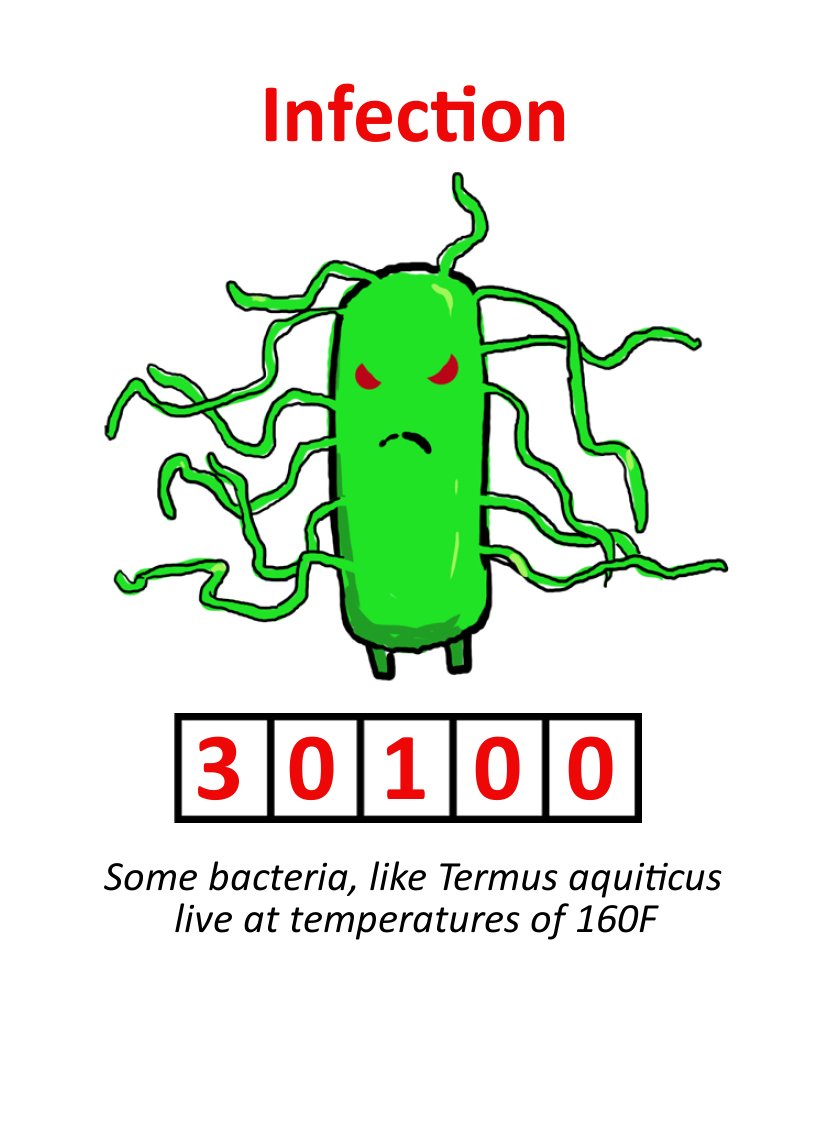 Infection
3 0 1 0 0
Some bacteria, like Termus aquiticus
live at temperatures of 160F